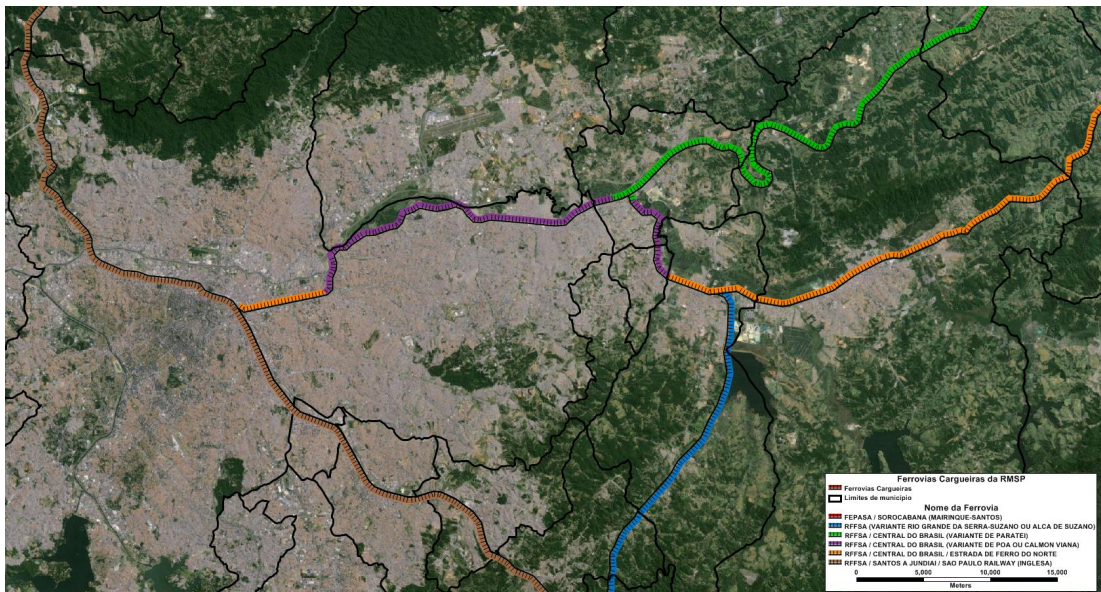 Ferrovias Cargueiras da RMSP
Ferrovias Cargueiras
Limites de município
Nome da Ferrovia
FEPASA / SOROCABANA (MAIRINQUE-SANTOS)
RFFSA (VARIANTE RIO GRANDE DA SERRA-SUZANO OU ALCA DE SUZANO)
RFFSA / CENTRAL DO BRASIL (VARIANTE DE PARATEI)
RFFSA / CENTRAL DO BRASIL (VARIANTE DE POA OU CALMON VIANA)
RFFSA / CENTRAL DO BRASIL / ESTRADA DE FERRO DO NORTE
RFFSA / SANTOS A JUNDIAI / SAO PAULO RAILWAY (INGLESA)
0 5,000 10,000 15,000
Meters